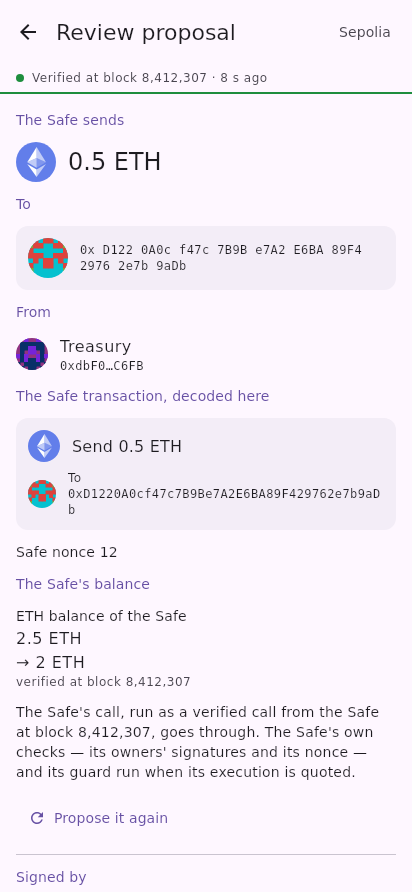 Review proposal
Sepolia
Verified at block 8,412,307 · 8 s ago
The Safe sends
0.5 ETH
To
0x D122 0A0c f47c 7B9B e7A2 E6BA 89F4
2976 2e7b 9aDb
From
Treasury
0xdbF0…C6FB
The Safe transaction, decoded here
Send 0.5 ETH
To
0xD1220A0cf47c7B9Be7A2E6BA89F429762e7b9aD
b
Safe nonce 12
The Safe's balance
ETH balance of the Safe
2.5 ETH
→ 2 ETH
verified at block 8,412,307
The Safe's call, run as a verified call from the Safe
at block 8,412,307, goes through. The Safe's own
checks — its owners' signatures and its nonce —
and its guard run when its execution is quoted.
Propose it again
Signed by